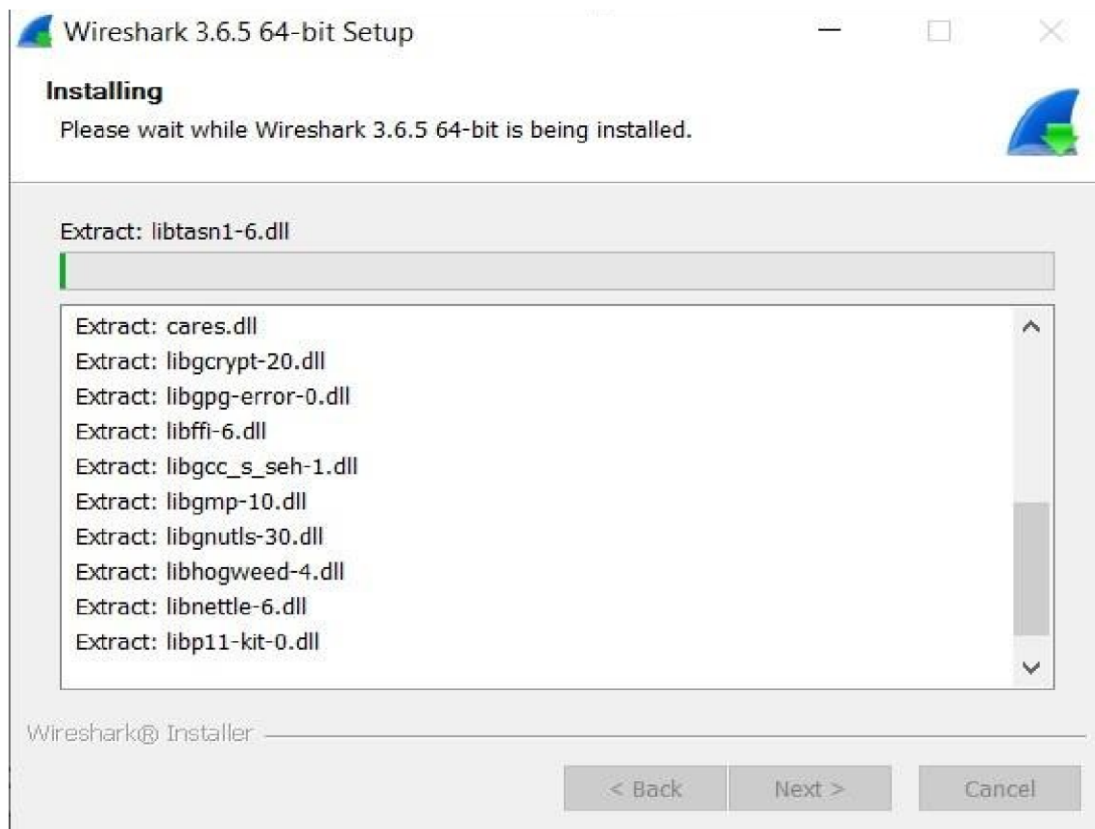 Wireshark 3.6.5 64-bit Setup
Installing
Please wait while Wireshark 3.6.5 64-bit is being installed.
Extract: libtasn1-6.dll
Extract: cares.dll
Extract: libgcrypt-20.dll
Extract: libgpg-error-0.dll
Extract: libffi-6.dll
Extract: libgcc_s_seh-1.dll
Extract: libgmp-10.dll
Extract: libgnutls-30.dll
Extract: libhogweed-4.dll
Extract: libnettle-6.dll
Extract: libp11-kit-0.dll
Wireshark® Installer
< Back Next > Cancel